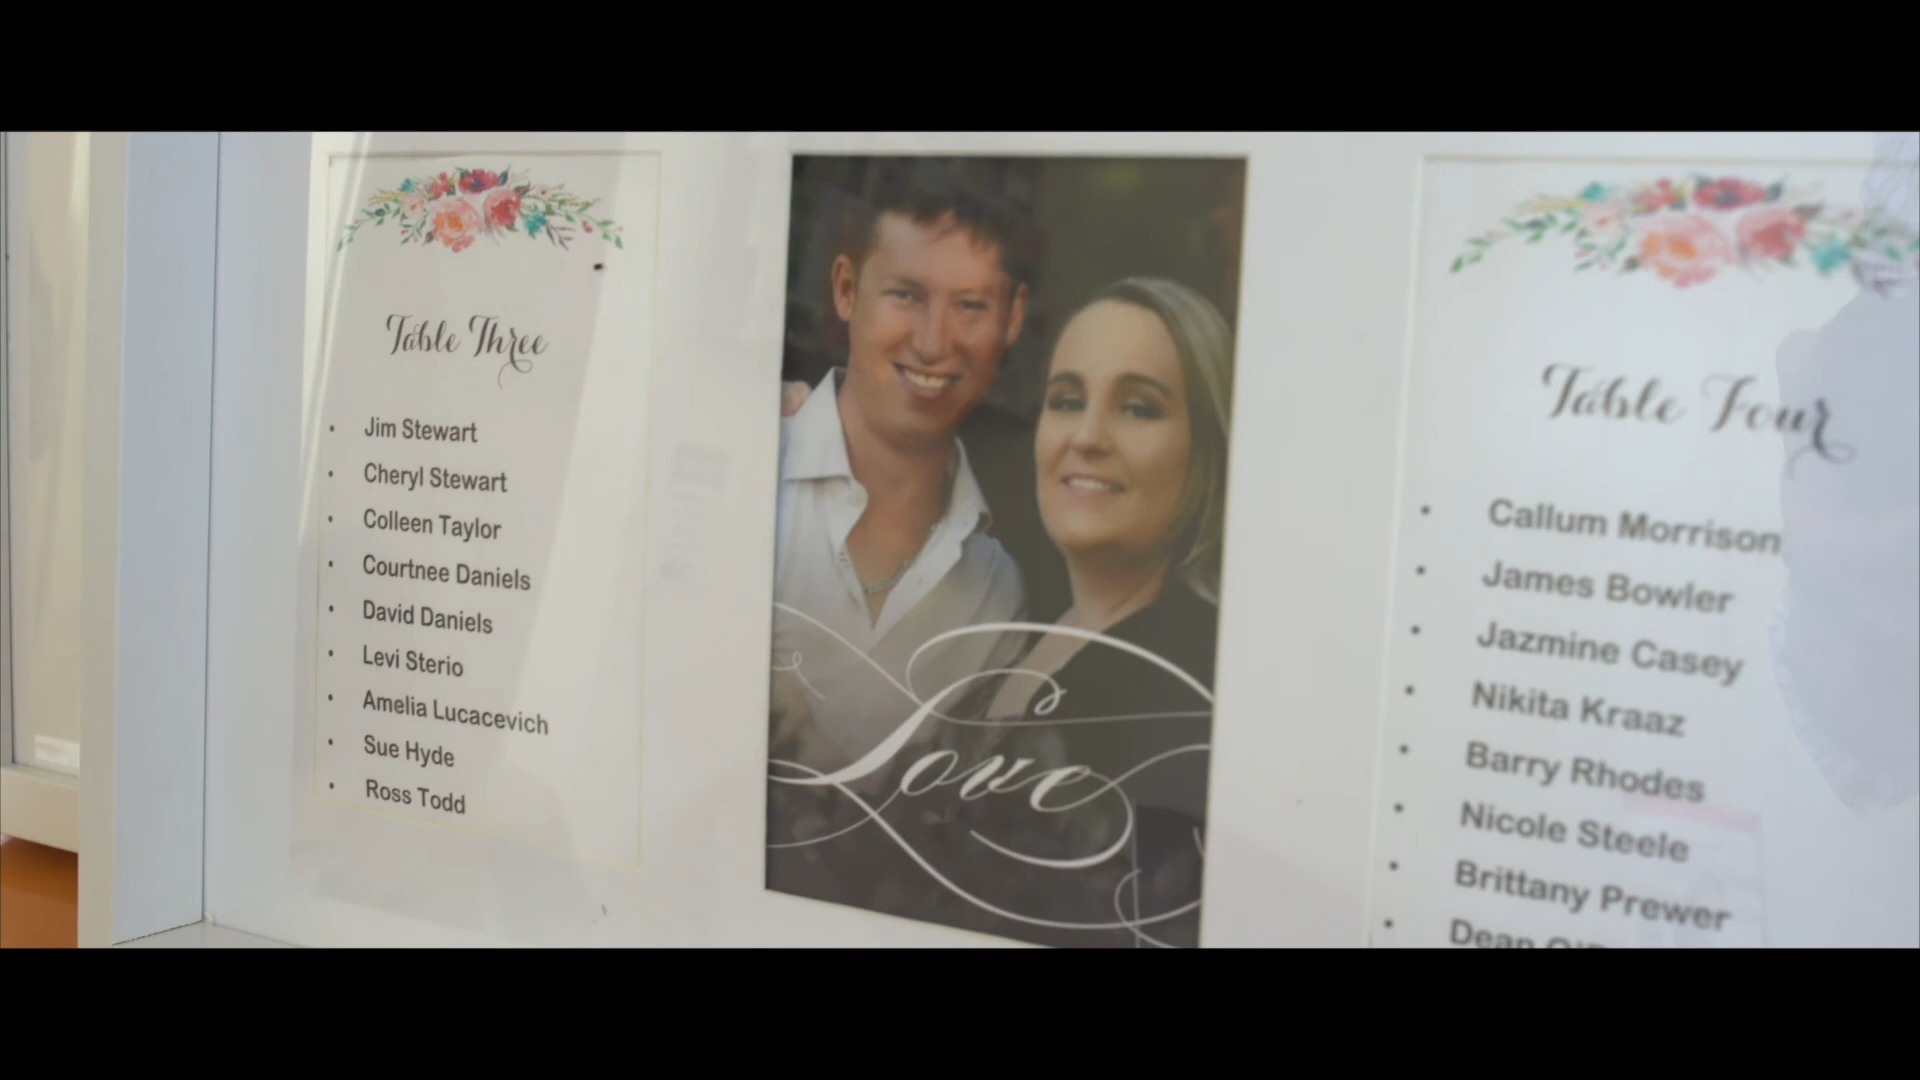 Table Three
• Jim Stewart
• Cheryl Stewart
• Colleen Taylor
• Courtnee Daniels
• David Daniels
• Levi Sterio
• Amelia Lucacevich
• Sue Hyde
• Ross Todd
Love
Table Four
• Callum Morrison
• James Bowler
• Jazmine Casey
• Nikita Kraaz
• Barry Rhodes
• Nicole Steele
• Brittany Prewer
• Dean